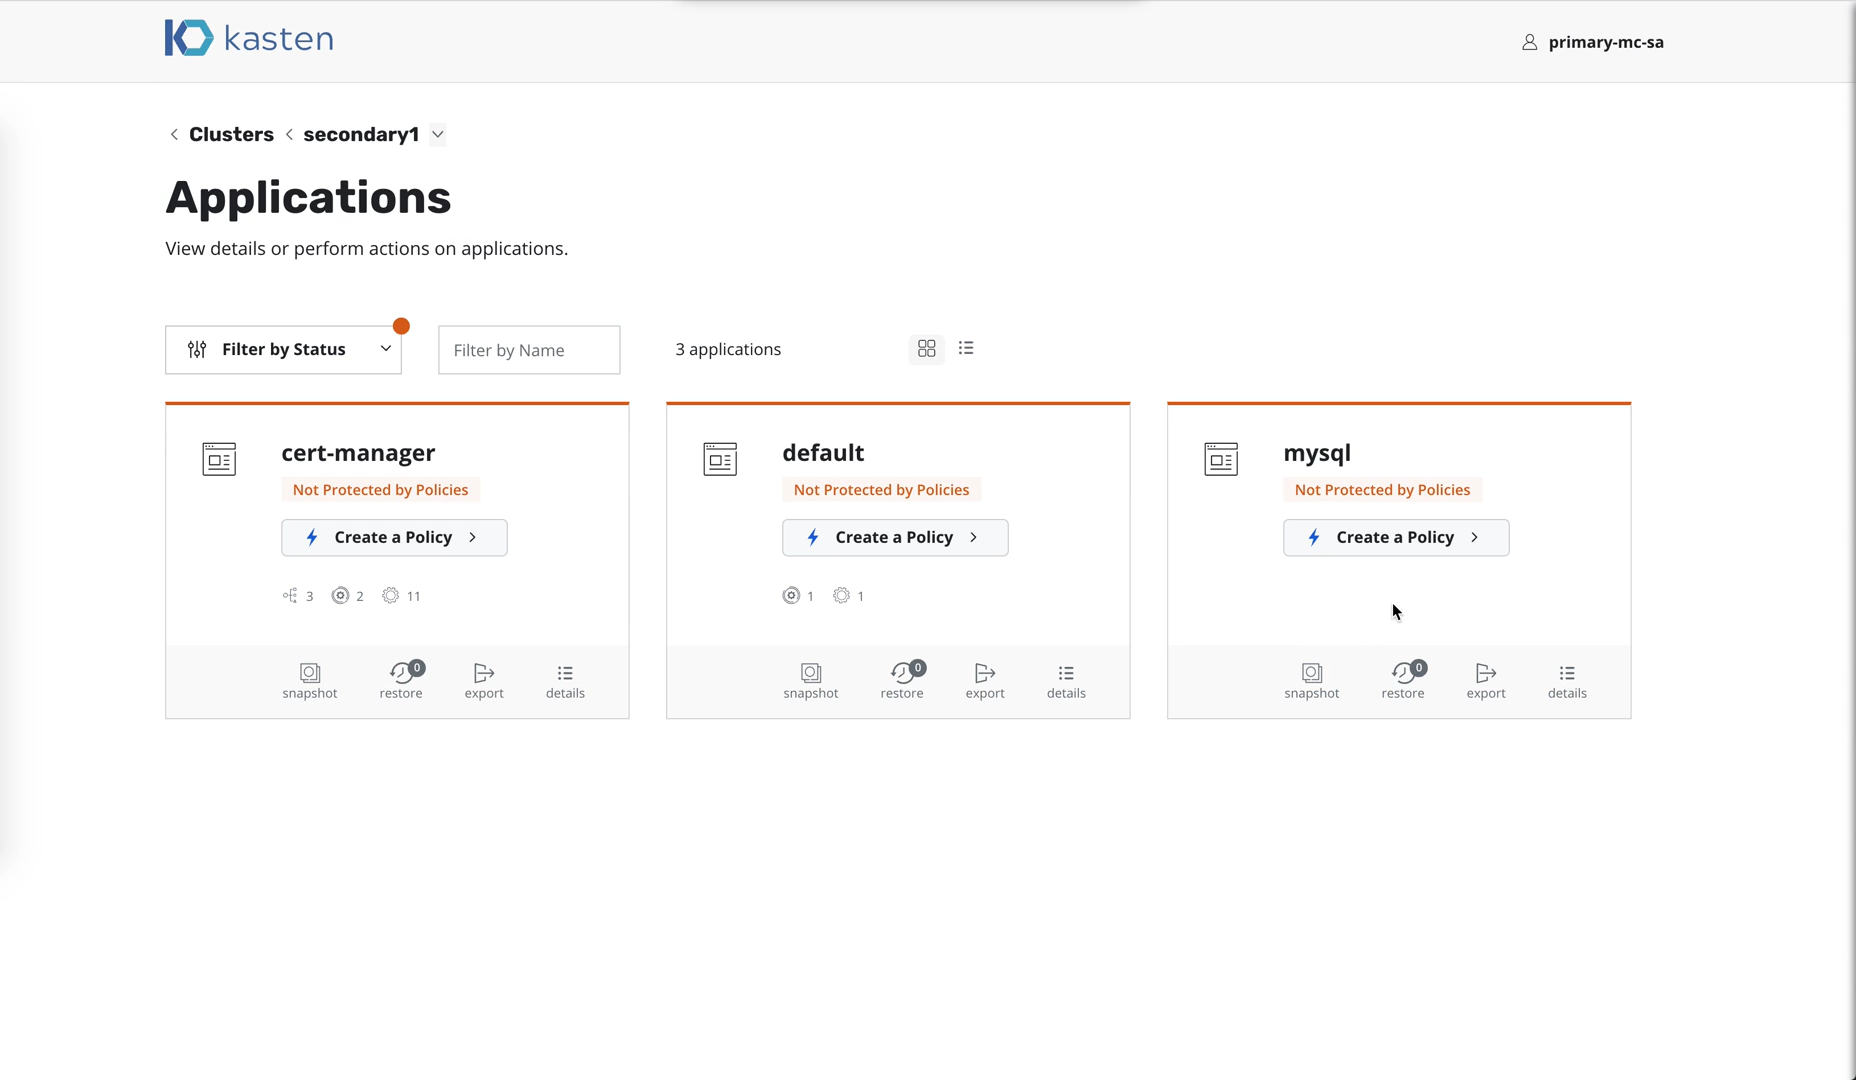 kasten
primary-mc-sa
Clusters secondary1
Applications
View details or perform actions on applications.
Filter by Status
Filter by Name
3 applications
cert-manager
Not Protected by Policies
Create a Policy
3 2 11
snapshot
0
restore
export
details
default
Not Protected by Policies
Create a Policy
1 1
snapshot
0
restore
export
details
mysql
Not Protected by Policies
Create a Policy
snapshot
0
restore
export
details